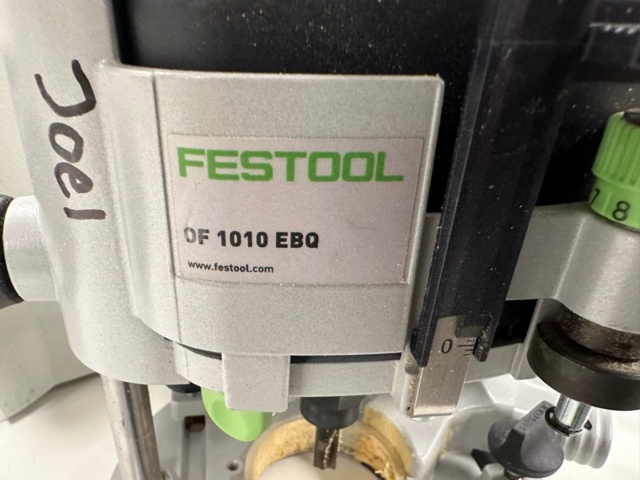 Joel
FESTOOL
OF 1010 EBQ
www.festool.com
7 8
0